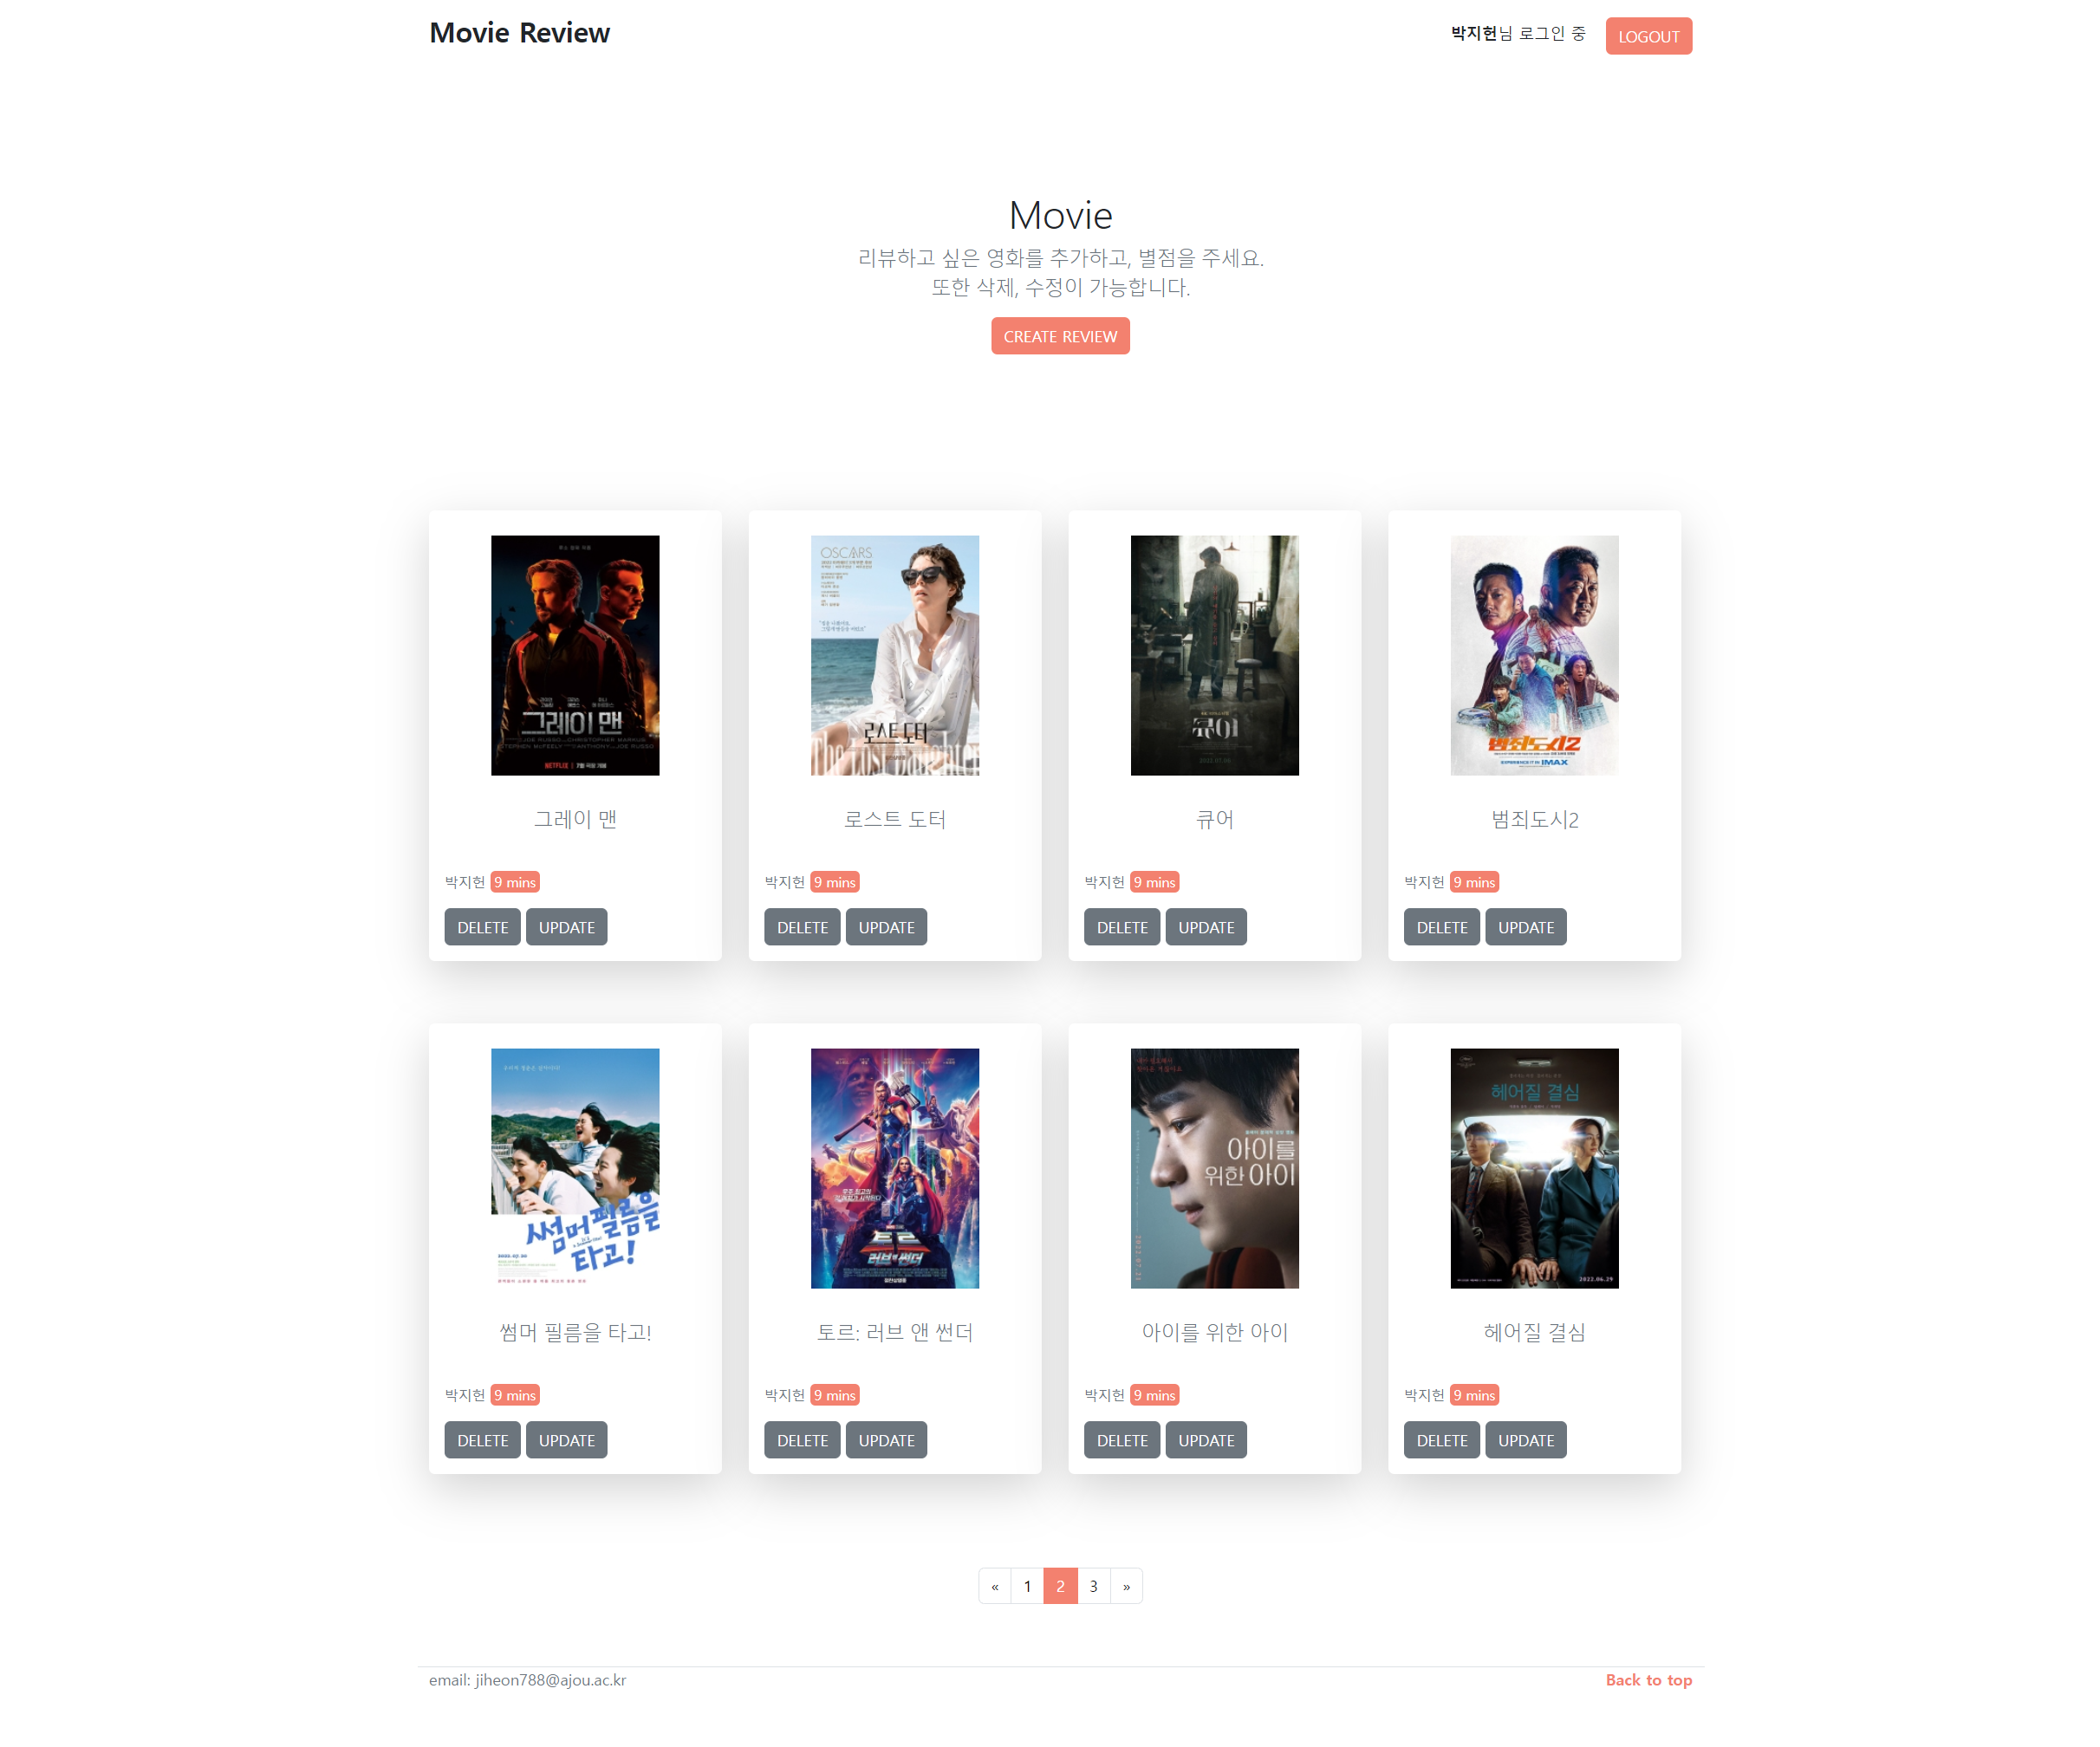 Movie Review
박지헌님 로그인 중
LOGOUT
Movie
리뷰하고 싶은 영화를 추가하고, 별점을 주세요.
또한 삭제, 수정이 가능합니다.
CREATE REVIEW
그레이 맨
NETFLIX
OSCARS
로스트 도터
큐어
범죄도시2
IMAX
그레이 맨
로스트 도터
큐어
범죄도시2
박지헌 9 mins
박지헌 9 mins
박지헌 9 mins
박지헌 9 mins
DELETE UPDATE
DELETE UPDATE
DELETE UPDATE
DELETE UPDATE
썸머 필름을
타고!
토르
러브 앤 썬더
아이를
위한 아이
2022.07.21
헤어질 결심
2022.06.29
썸머 필름을 타고!
토르: 러브 앤 썬더
아이를 위한 아이
헤어질 결심
박지헌 9 mins
박지헌 9 mins
박지헌 9 mins
박지헌 9 mins
DELETE UPDATE
DELETE UPDATE
DELETE UPDATE
DELETE UPDATE
« 1 2 3 »
email: jiheon788@ajou.ac.kr
Back to top